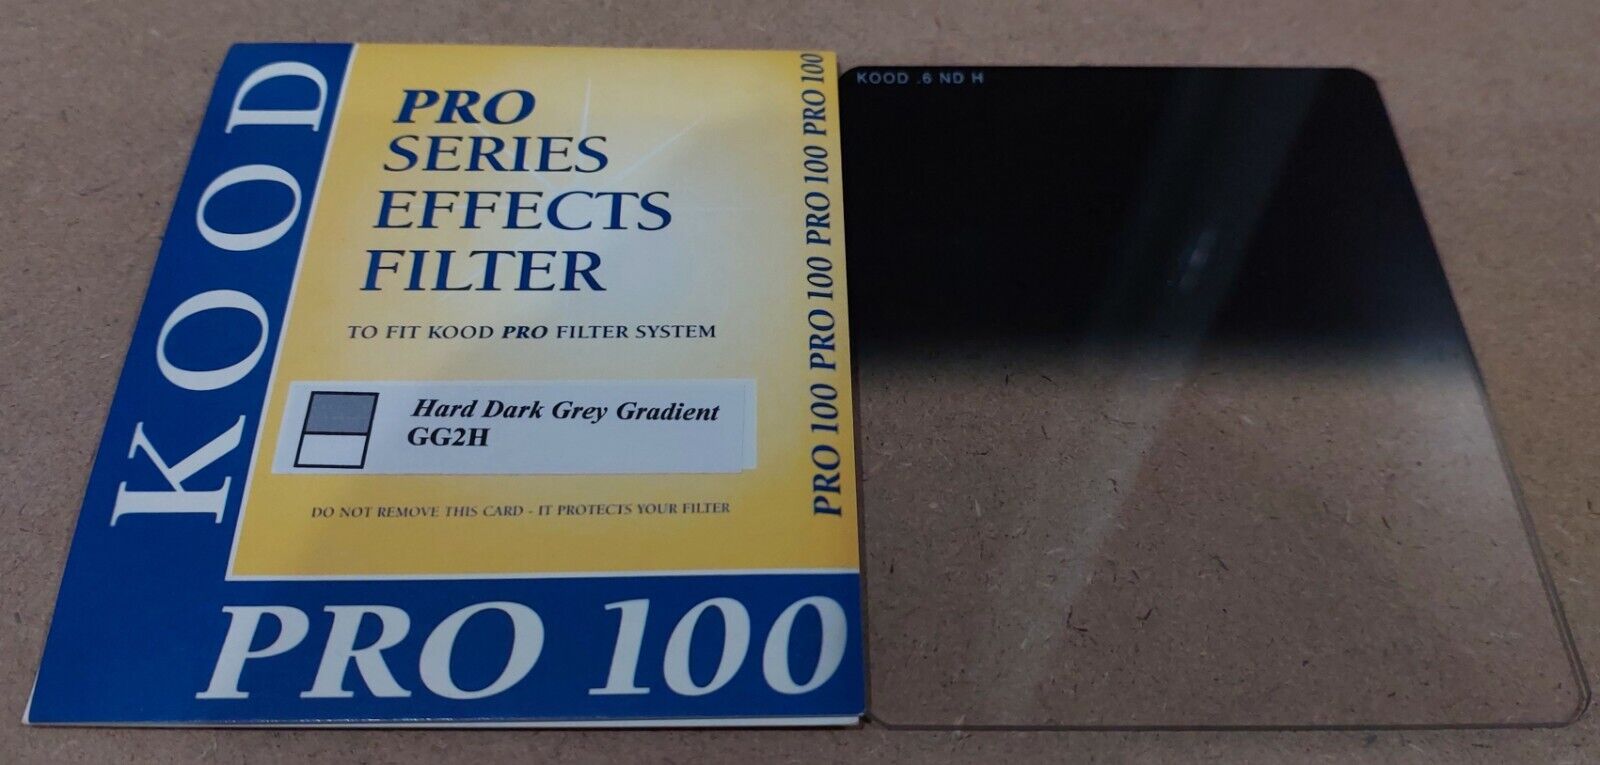 KOOD
PRO
SERIES
EFFECTS
FILTER
TO FIT KOOD PRO FILTER SYSTEM
Hard Dark Grey Gradient
GG2H
DO NOT REMOVE THIS CARD - IT PROTECTS YOUR FILTER
PRO 100 PRO 100 PRO 100 PRO 100
PRO 100
KOOD .6 ND H